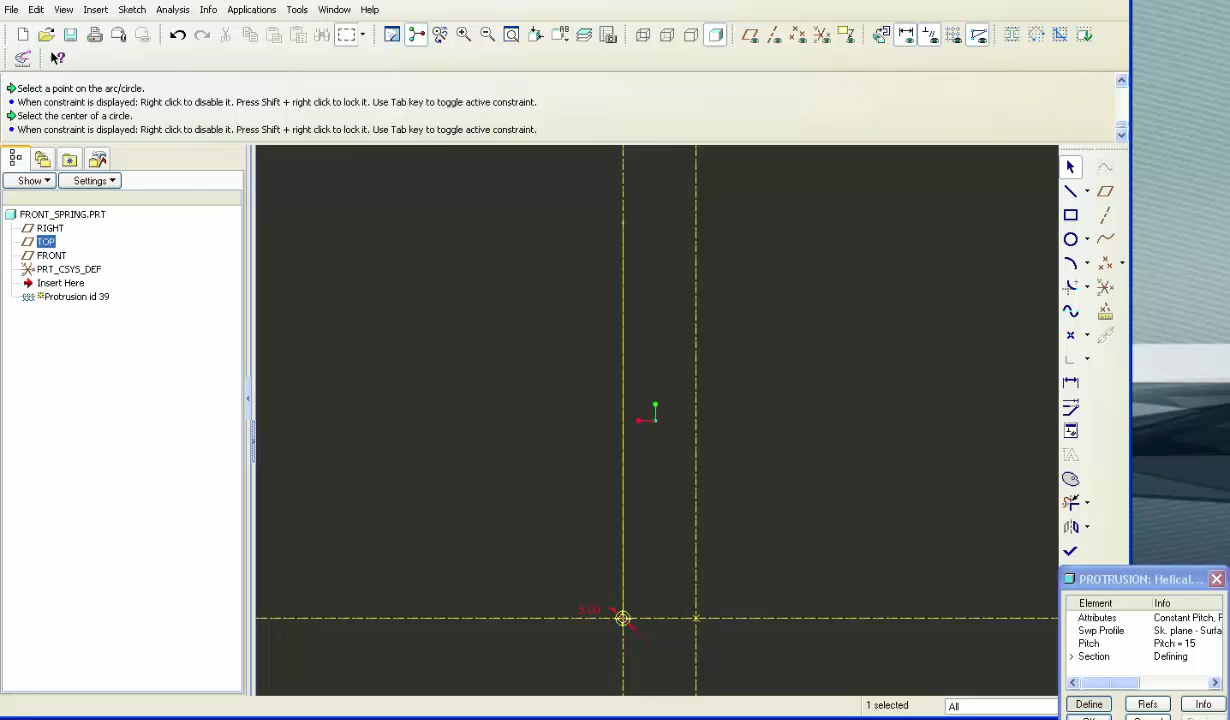 File Edit View Insert Sketch Analysis Info Applications Tools Window Help
Select a point on the arc/circle.
When constraint is displayed: Right click to disable it. Press Shift + right click to lock it. Use Tab key to toggle active constraint.
Select the center of a circle.
When constraint is displayed: Right click to disable it. Press Shift + right click to lock it. Use Tab key to toggle active constraint.
Show Settings
FRONT_SPRING.PRT
RIGHT
TOP
FRONT
PRT_CSYS_DEF
Insert Here
Protrusion id 39
5.00
PROTRUSION: Helical...
Element Info
Attributes Constant Pitch,
Swp Profile Sk. plane - Surfa
Pitch Pitch = 15
> Section Defining
Define Refs Info
1 selected All